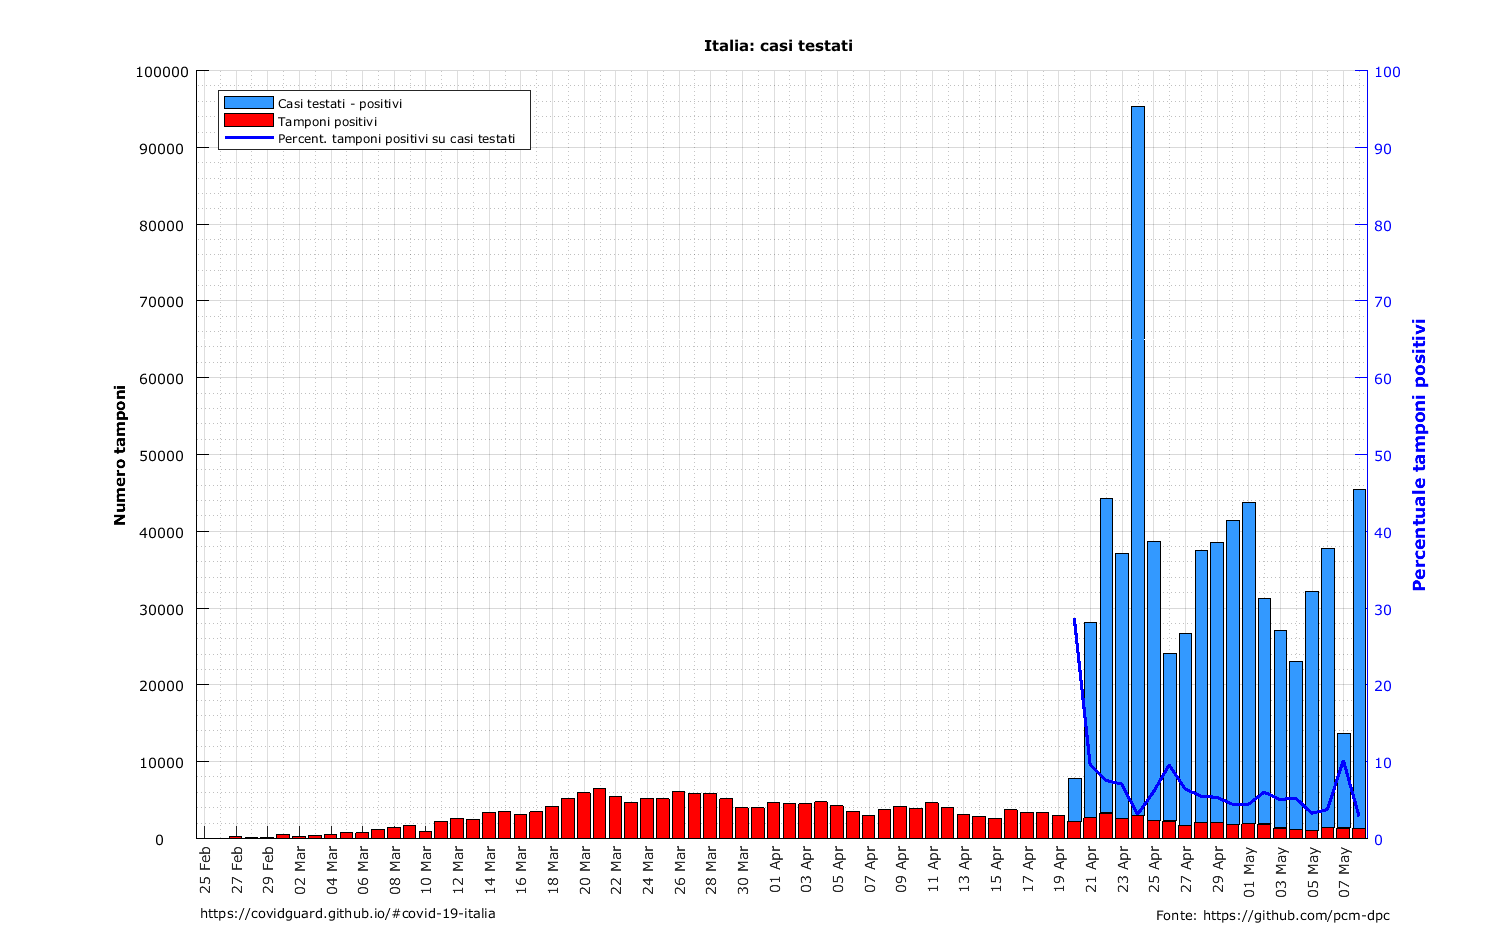 Italia: casi testati
Casi testati - positivi
Tamponi positivi
Percent. tamponi positivi su casi testati
Numero tamponi
100000
90000
80000
70000
60000
50000
40000
30000
20000
10000
0
Percentuale tamponi positivi
100
90
80
70
60
50
40
30
20
10
0
25 Feb
27 Feb
29 Feb
02 Mar
04 Mar
06 Mar
08 Mar
10 Mar
12 Mar
14 Mar
16 Mar
18 Mar
20 Mar
22 Mar
24 Mar
26 Mar
28 Mar
30 Mar
01 Apr
03 Apr
05 Apr
07 Apr
09 Apr
11 Apr
13 Apr
15 Apr
17 Apr
19 Apr
21 Apr
23 Apr
25 Apr
27 Apr
29 Apr
01 May
03 May
05 May
07 May
https://covidguard.github.io/#covid-19-italia
Fonte: https://github.com/pcm-dpc